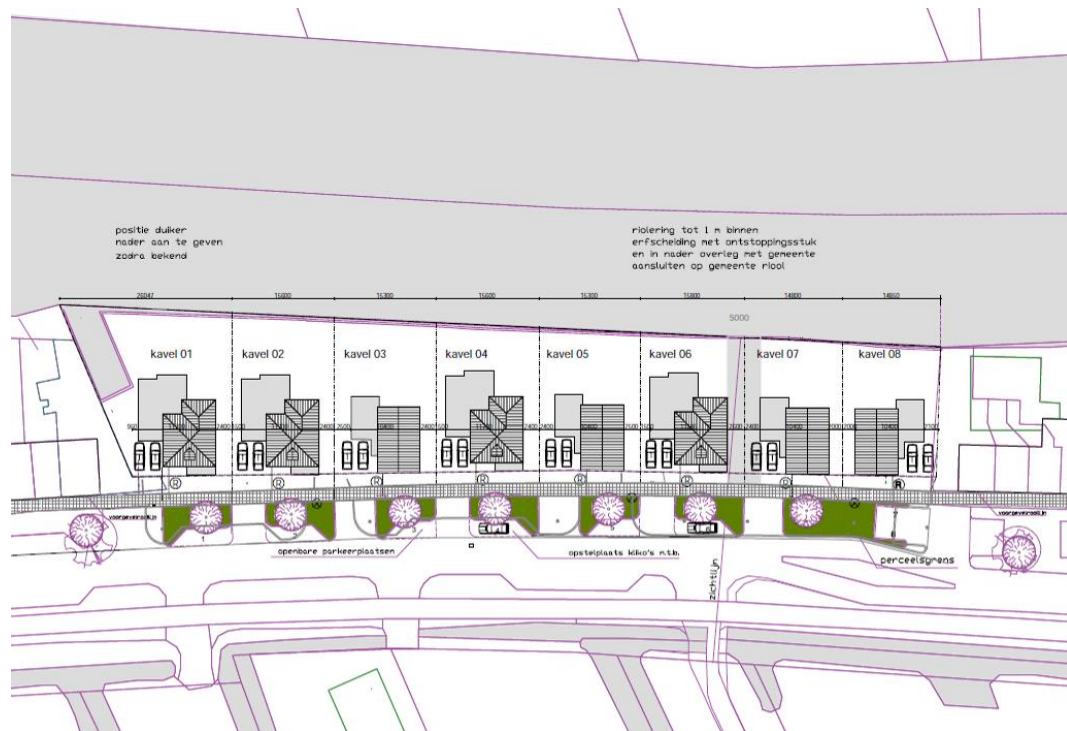 positie duiker
nader aan te geven
zodra bekend
riolering tot 1 m binnen
erfscheiding met ontstoppingsstuk
en in nader overleg met gemeente
aansluiten op gemeente riool
26047 15600 15300 15600 15300 15800 14800 14850
5000
kavel 01 kavel 02 kavel 03 kavel 04 kavel 05 kavel 06 kavel 07 kavel 08
R R R R R R R R
voorgevelrooilijn
voorgevelrooilijn
openbare parkeerplaatsen
opstelplaats kliko's n.t.b.
perceelsgrens
zichtlijn